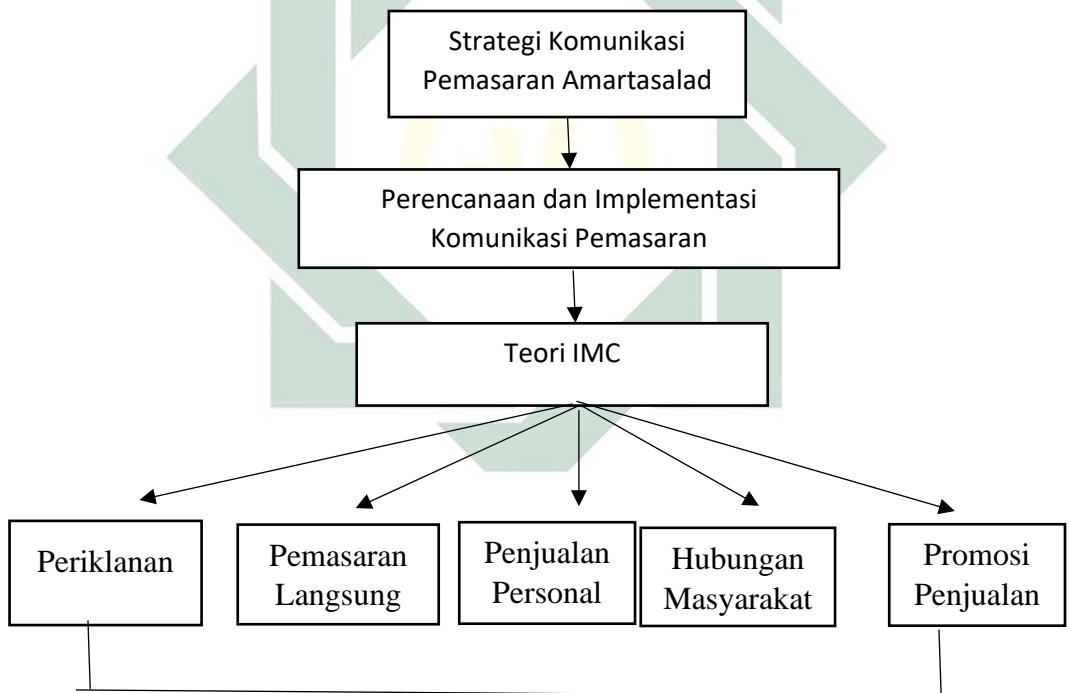 Strategi Komunikasi
Pemasaran Amartasalad
Perencanaan dan Implementasi
Komunikasi Pemasaran
Teori IMC
Periklanan
Pemasaran
Langsung
Penjualan
Personal
Hubungan
Masyarakat
Promosi
Penjualan